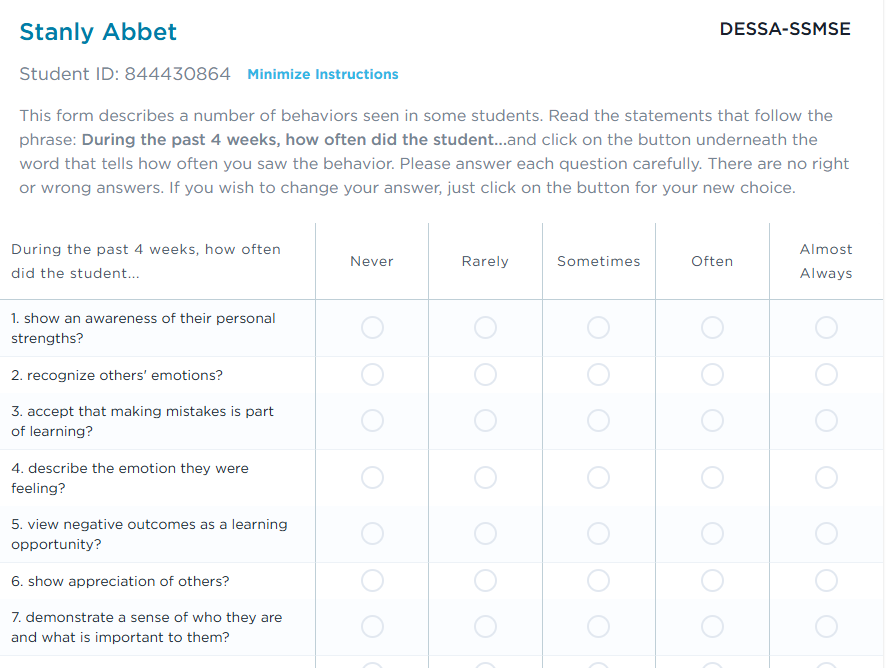 Stanly Abbet
DESSA-SSMSE
Student ID: 844430864 Minimize Instructions
This form describes a number of behaviors seen in some students. Read the statements that follow the
phrase: During the past 4 weeks, how often did the student...and click on the button underneath the
word that tells how often you saw the behavior. Please answer each question carefully. There are no right
or wrong answers. If you wish to change your answer, just click on the button for your new choice.
During the past 4 weeks, how often
did the student...
Never
Rarely
Sometimes
Often
Almost
Always
1. show an awareness of their personal
strengths?
2. recognize others' emotions?
3. accept that making mistakes is part
of learning?
4. describe the emotion they were
feeling?
5. view negative outcomes as a learning
opportunity?
6. show appreciation of others?
7. demonstrate a sense of who they are
and what is important to them?